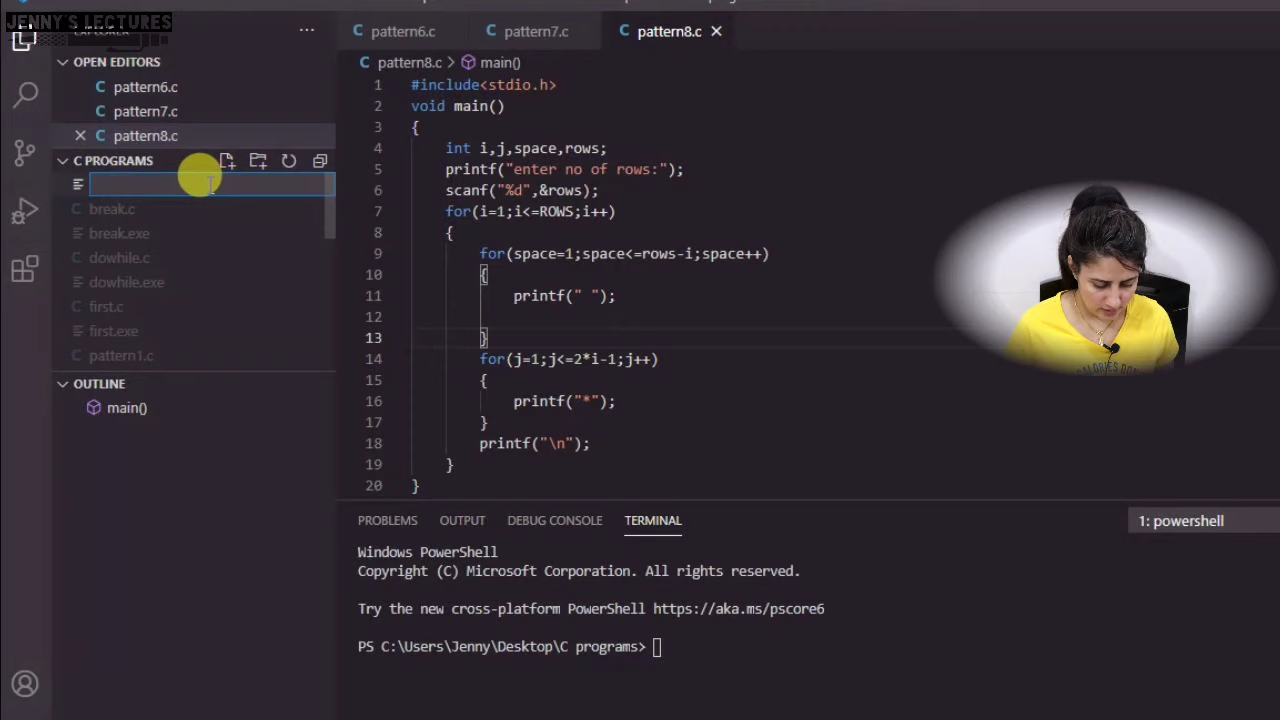 JENNY'S LECTURES
EXPLORER
OPEN EDITORS
C pattern6.c
C pattern7.c
C pattern8.c
C PROGRAMS
break.c
break.exe
C dowhile.c
dowhile.exe
C first.c
first.exe
C pattern1.c
OUTLINE
main()
C pattern6.c
C pattern7.c
C pattern8.c
C pattern8.c > main()
1 #include<stdio.h>
2 void main()
3 {
4 int i,j,space,rows;
5 printf("enter no of rows:");
6 scanf("%d",&rows);
7 for(i=1;i<=ROWS;i++)
8 {
9 for(space=1;space<=rows-i;space++)
10 {
11 printf(" ");
12
13 }
14 for(j=1;j<=2*i-1;j++)
15 {
16 printf("*");
17 }
18 printf("\n");
19 }
20 }
PROBLEMS OUTPUT DEBUG CONSOLE TERMINAL 1: powershell
Windows PowerShell
Copyright (C) Microsoft Corporation. All rights reserved.
Try the new cross-platform PowerShell https://aka.ms/pscore6
PS C:\Users\Jenny\Desktop\C programs>